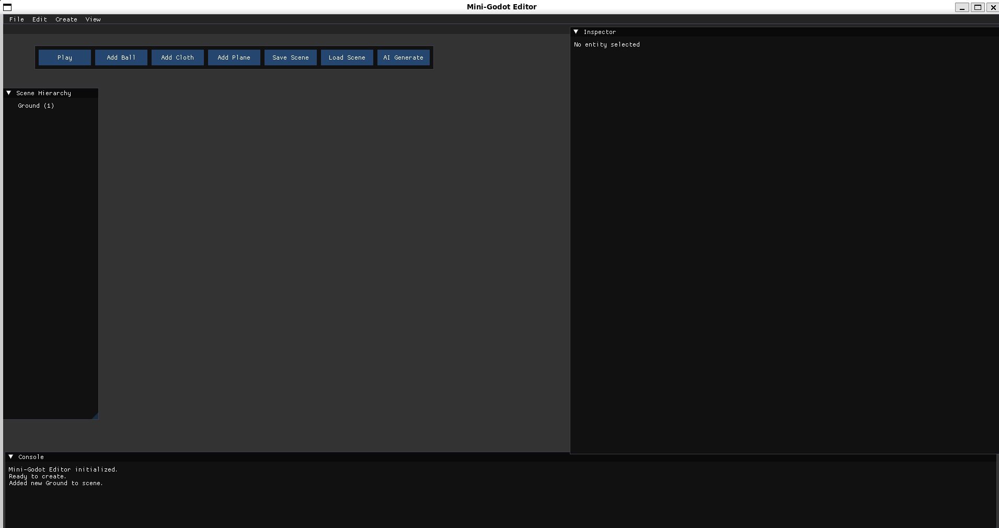 Mini-Godot Editor
File Edit Create View
Inspector
No entity selected
Play Add Ball Add Cloth Add Plane Save Scene Load Scene AI Generate
Scene Hierarchy
Ground (1)
Console
Mini-Godot Editor initialized.
Ready to create.
Added new Ground to scene.